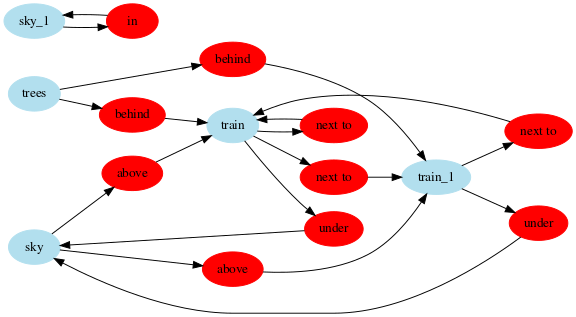 sky_1
in
trees
behind
behind
train
next to
next to
next to
above
train_1
under
under
sky
above